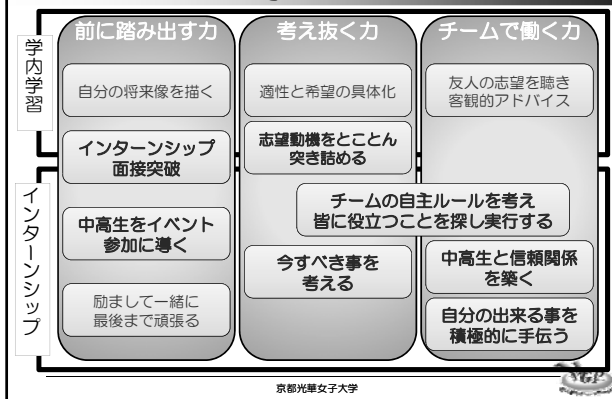 前に踏み出す力
考え抜く力
チームで働く力
学内学習
自分の将来像を描く
適性と希望の具体化
友人の志望を聴き
客観的アドバイス
インターンシップ
面接突破
志望動機をとことん
突き詰める
インターンシップ
チームの自主ルールを考え
皆に役立つことを探し実行する
中高生をイベント
参加に導く
今すべき事を
考える
中高生と信頼関係
を築く
励まして一緒に
最後まで頑張る
自分の出来る事を
積極的に手伝う
京都光華女子大学